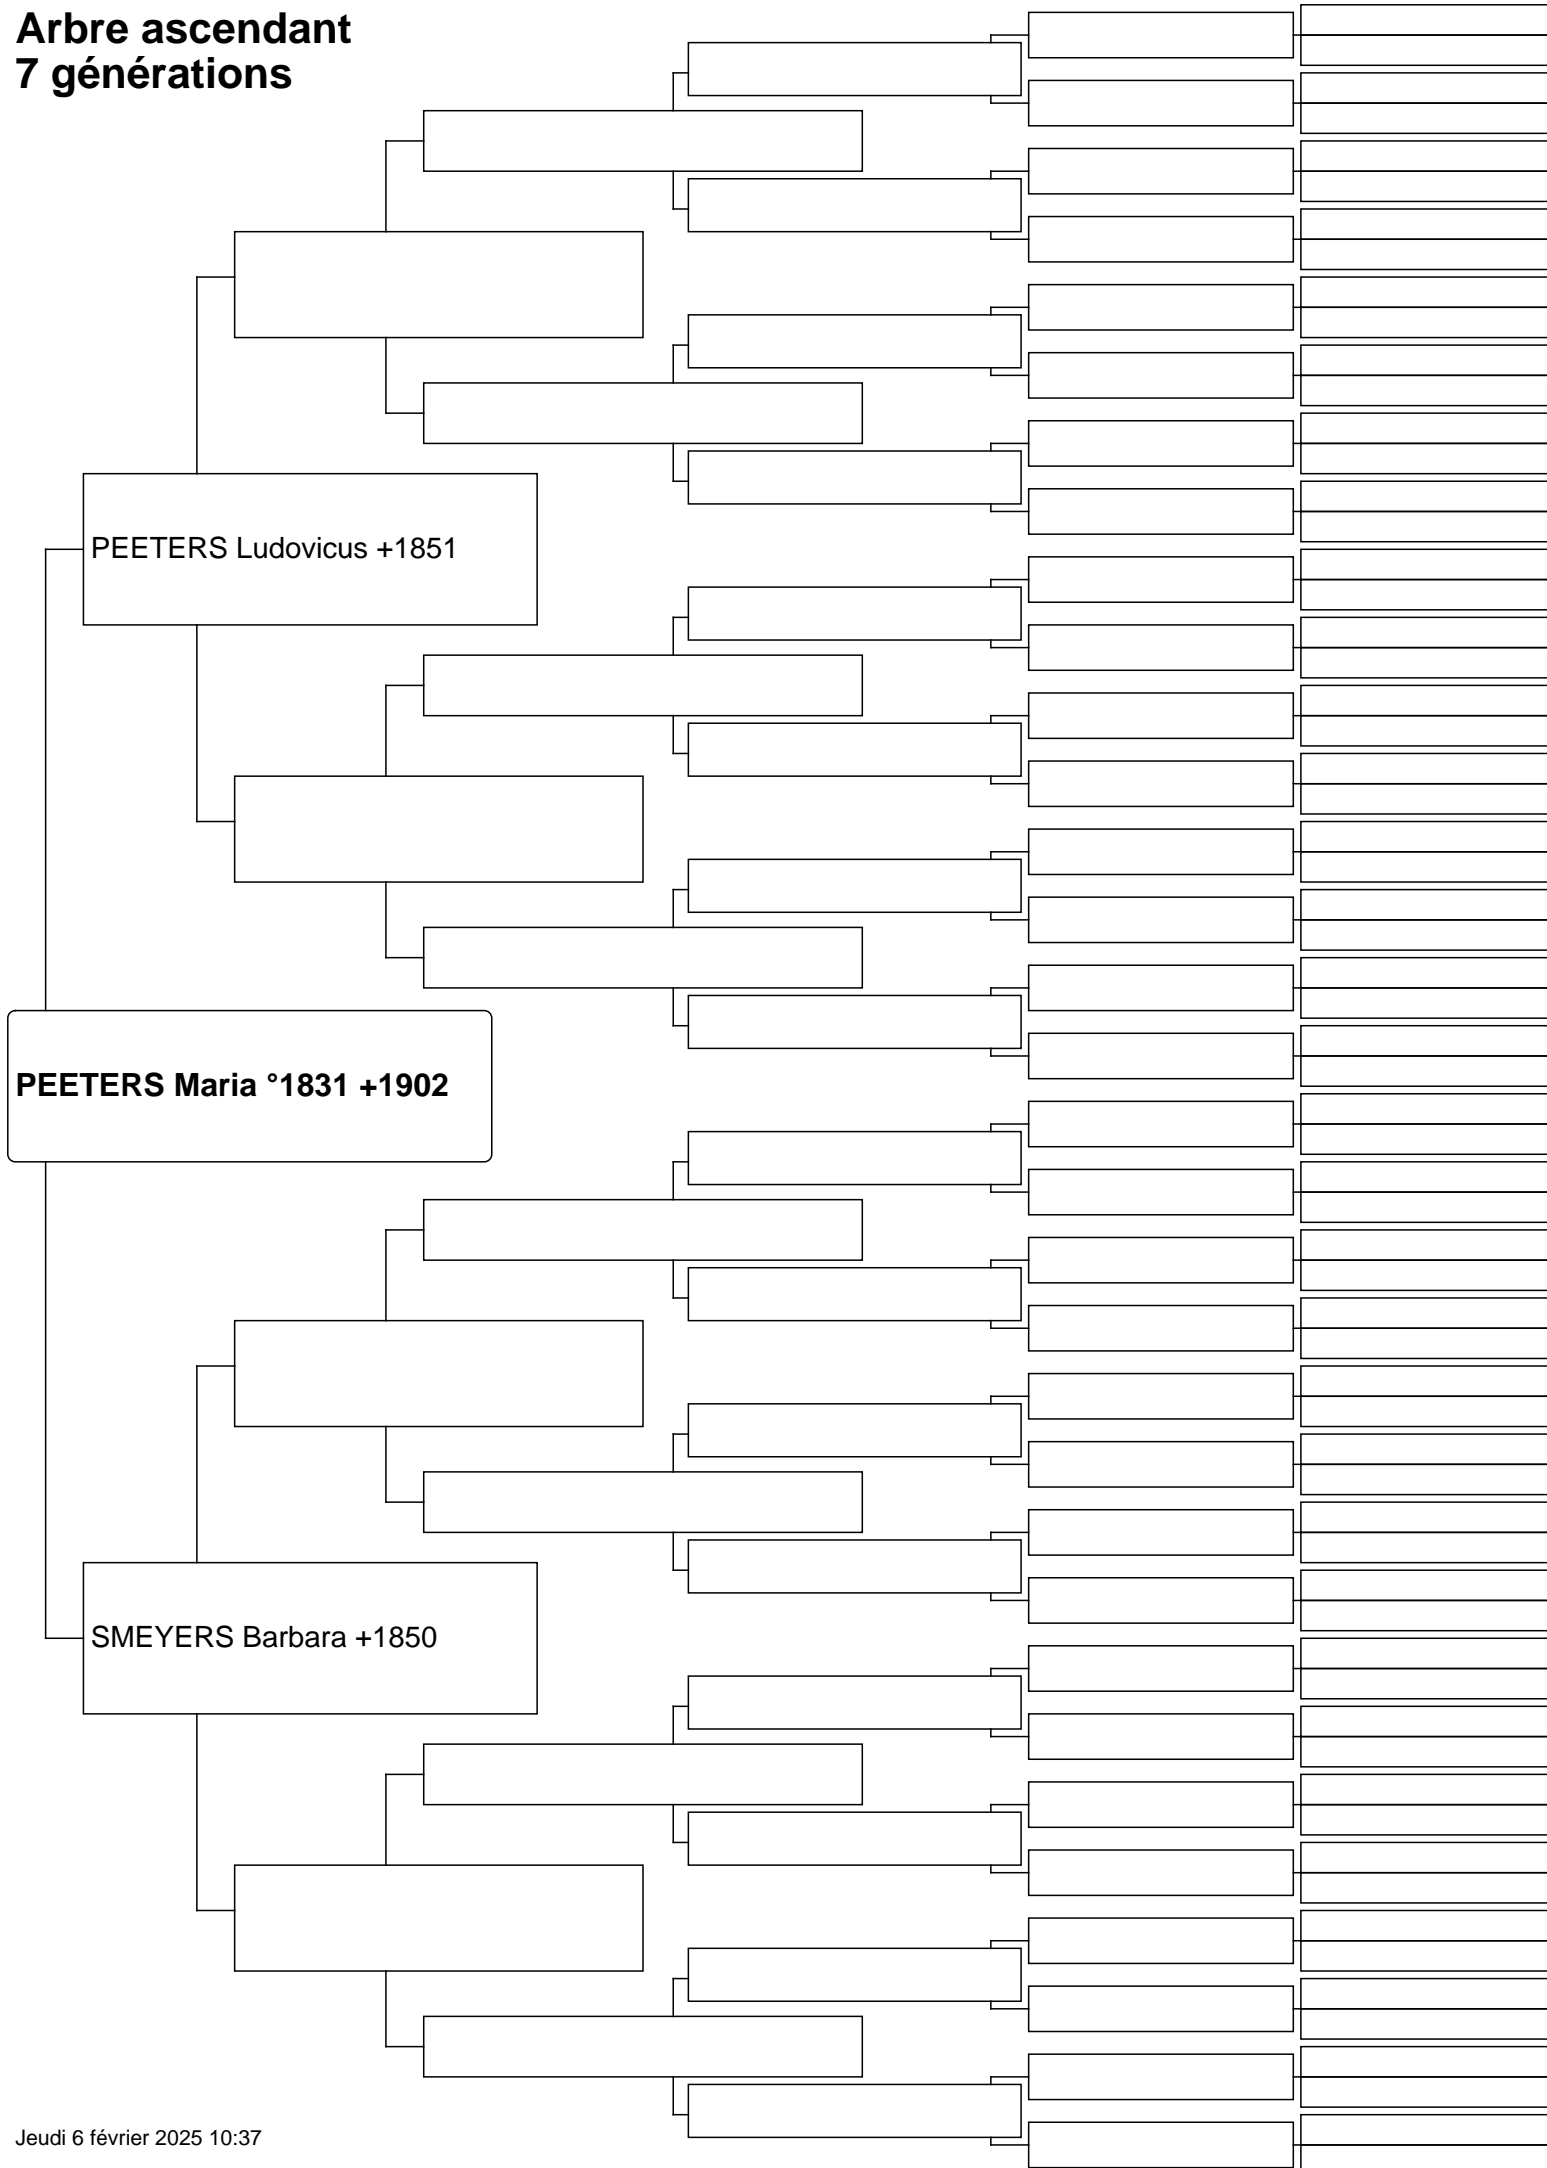 Arbre ascendant
7 générations
PEETERS Ludovicus +1851
PEETERS Maria °1831 +1902
SMEYERS Barbara +1850
Jeudi 6 février 2025 10:37